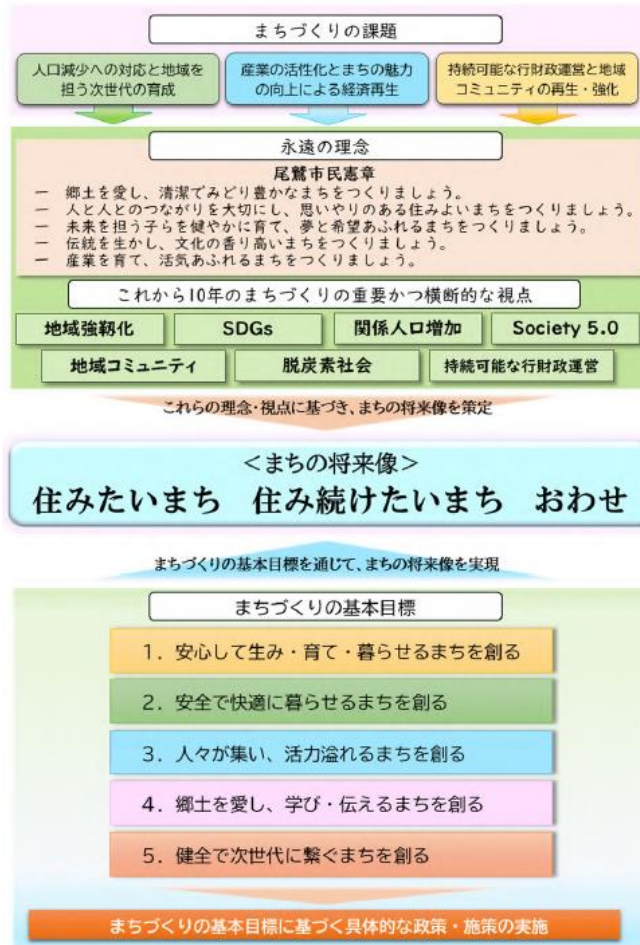 まちづくりの課題
人口減少への対応と地域を
担う次世代の育成
産業の活性化とまちの魅力
の向上による経済再生
持続可能な行財政運営と地域
コミュニティの再生・強化
永遠の理念
尾鷲市民憲章
一 郷土を愛し、清潔でみどり豊かなまちをつくりましょう。
一 人と人とのつながりを大切にし、思いやりのある住みよいまちをつくりましょう。
一 未来を担う子らを健やかに育て、夢と希望あふれるまちをつくりましょう。
一 伝統を生かし、文化の香り高いまちをつくりましょう。
一 産業を育て、活気あふれるまちをつくりましょう。
これから10年のまちづくりの重要かつ横断的な視点
地域強靱化 SDGs 関係人口増加 Society 5.0
地域コミュニティ 脱炭素社会 持続可能な行財政運営
これらの理念・視点に基づき、まちの将来像を策定
<まちの将来像>
住みたいまち 住み続けたいまち おわせ
まちづくりの基本目標を通じて、まちの将来像を実現
まちづくりの基本目標
1．安心して生み・育て・暮らせるまちを創る
2．安全で快適に暮らせるまちを創る
3．人々が集い、活力溢れるまちを創る
4．郷土を愛し、学び・伝えるまちを創る
5．健全で次世代に繋ぐまちを創る
まちづくりの基本目標に基づく具体的な政策・施策の実施